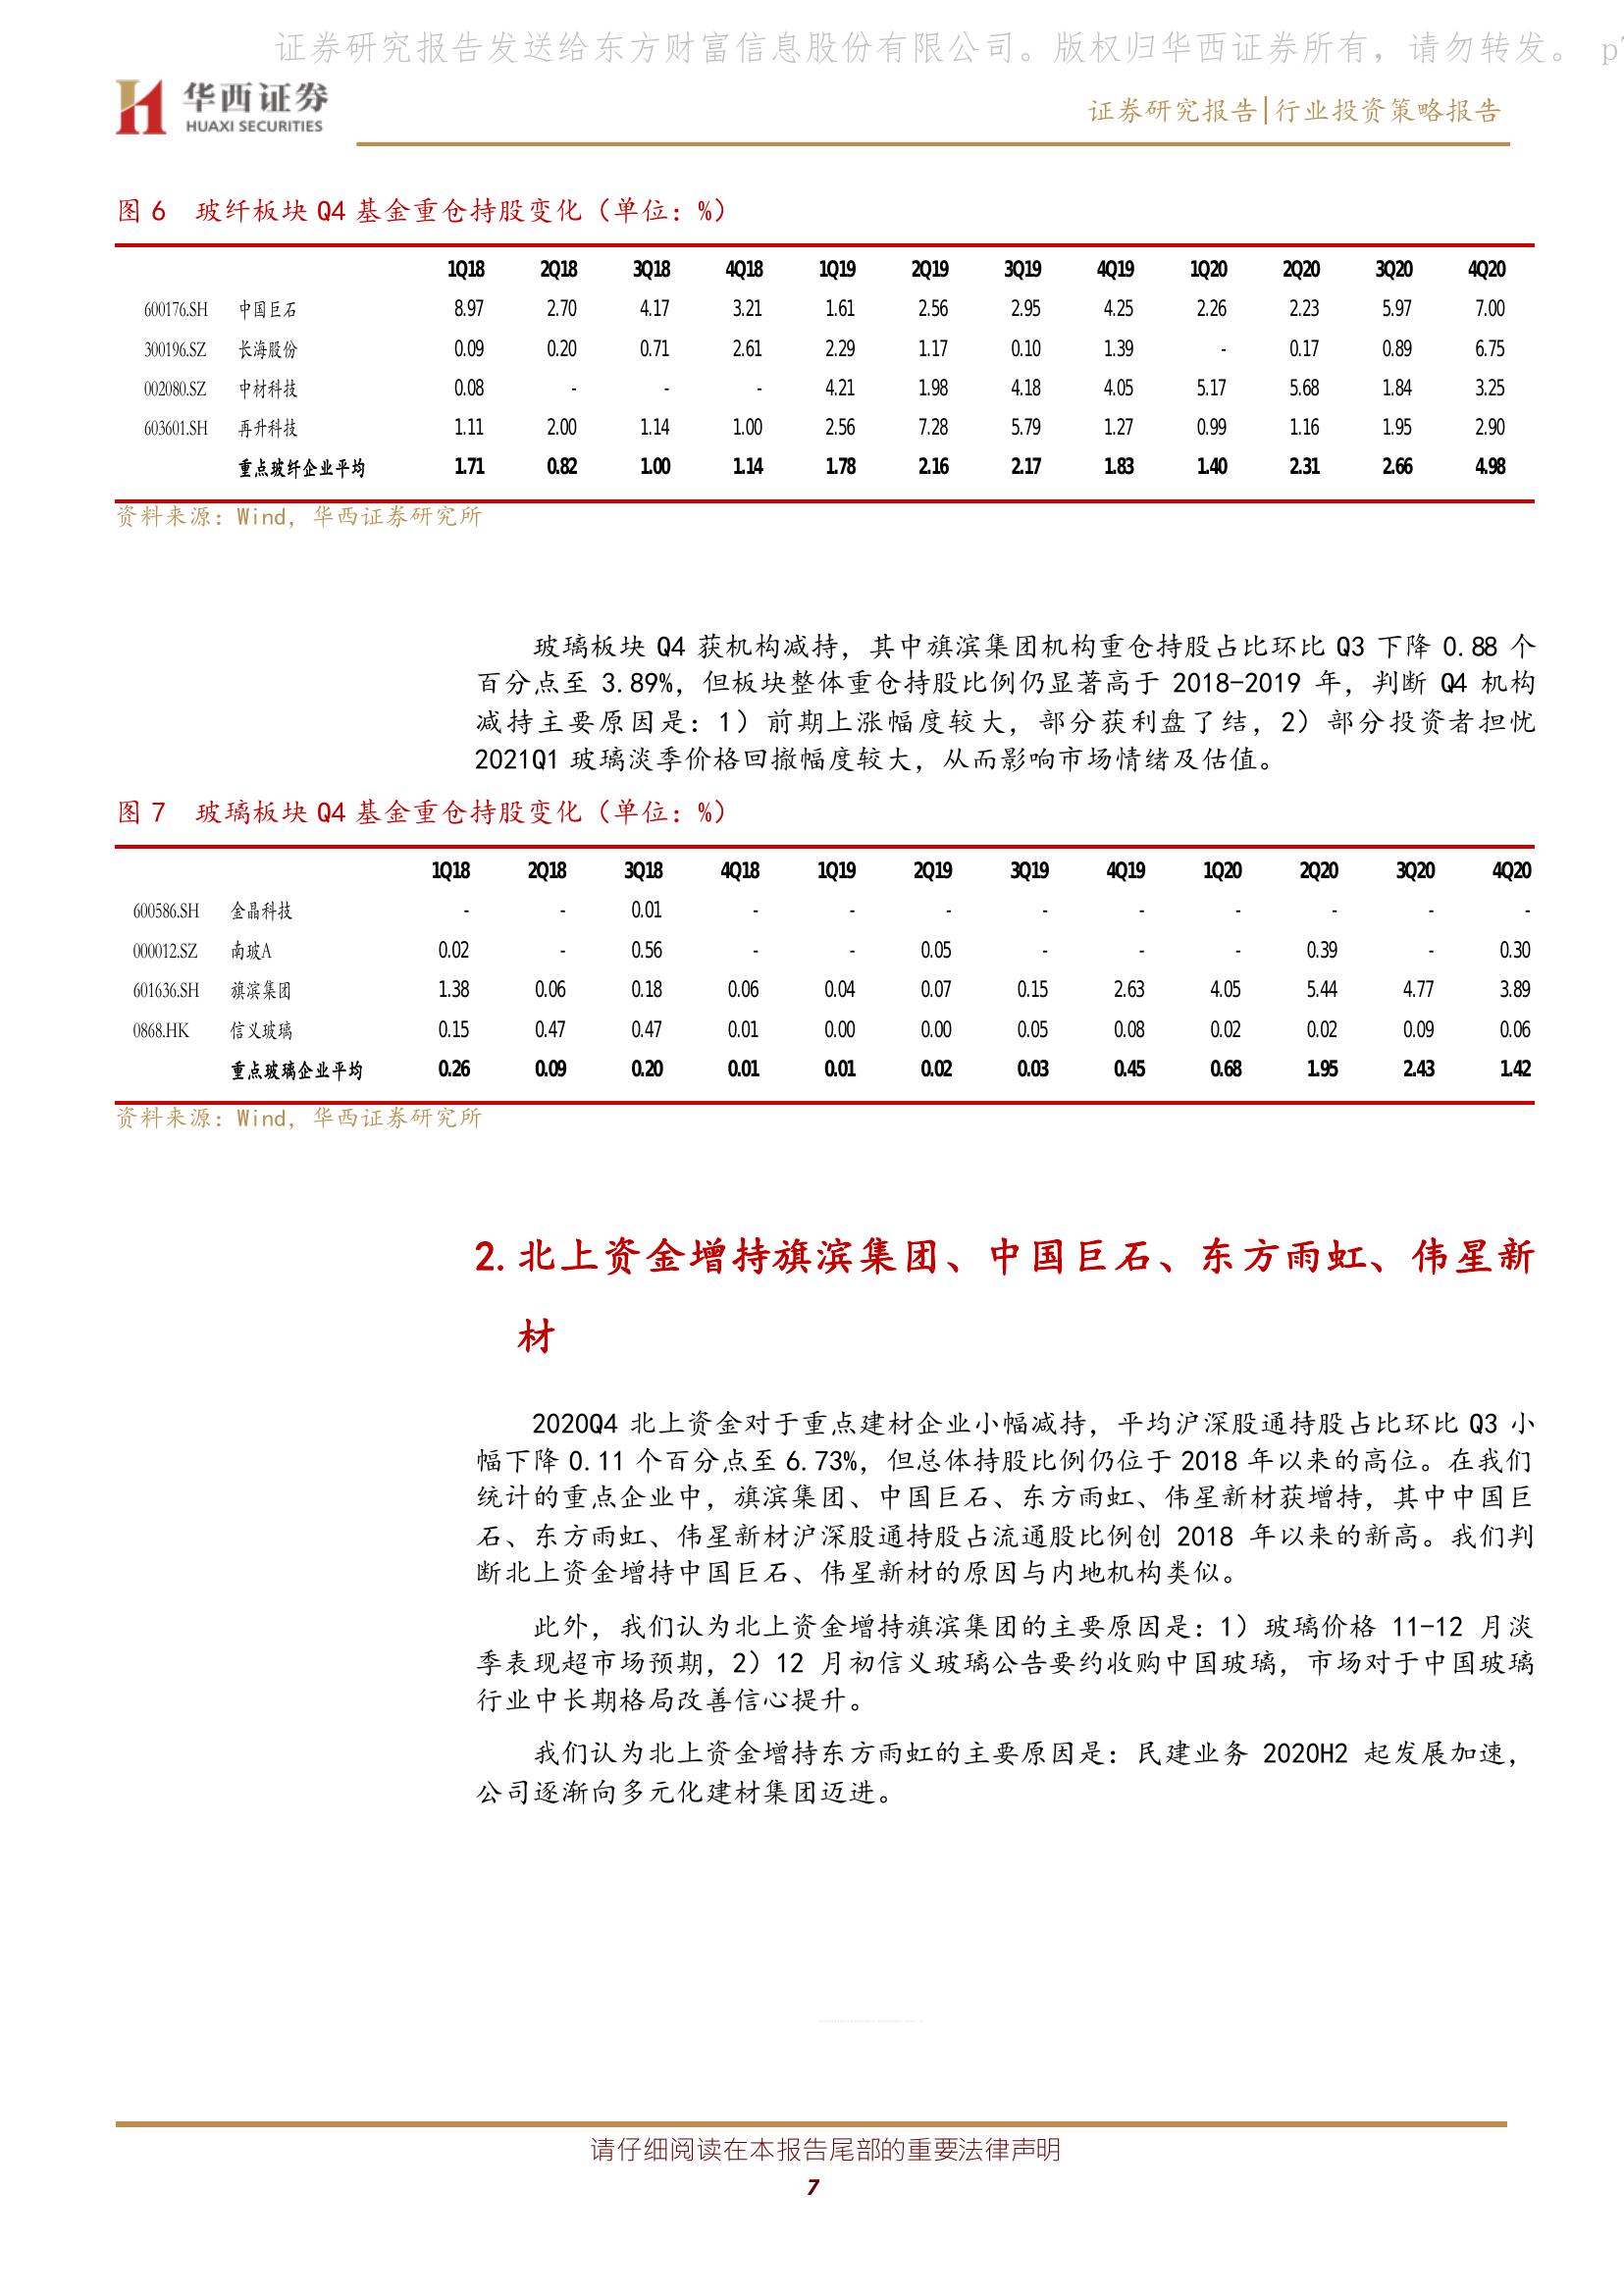 证券研究报告发送给东方财富信息股份有限公司。版权归华西证券所有，请勿转发。 p7
华西证券
HUAXI SECURITIES
证券研究报告|行业投资策略报告
图 6 玻纤板块 Q4 基金重仓持股变化（单位：%）
1Q18 2Q18 3Q18 4Q18 1Q19 2Q19 3Q19 4Q19 1Q20 2Q20 3Q20 4Q20
600176.SH 中国巨石 8.97 2.70 4.17 3.21 1.61 2.56 2.95 4.25 2.26 2.23 5.97 7.00
300196.SZ 长海股份 0.09 0.20 0.71 2.61 2.29 1.17 0.10 1.39 - 0.17 0.89 6.75
002080.SZ 中材科技 0.08 - - - 4.21 1.98 4.18 4.05 5.17 5.68 1.84 3.25
603601.SH 再升科技 1.11 2.00 1.14 1.00 2.56 7.28 5.79 1.27 0.99 1.16 1.95 2.90
重点玻纤企业平均 1.71 0.82 1.00 1.14 1.78 2.16 2.17 1.83 1.40 2.31 2.66 4.98
资料来源：Wind，华西证券研究所
玻璃板块 Q4 获机构减持，其中旗滨集团机构重仓持股占比环比 Q3 下降 0.88 个
百分点至 3.89%，但板块整体重仓持股比例仍显著高于 2018-2019 年，判断 Q4 机构
减持主要原因是：1）前期上涨幅度较大，部分获利盘了结，2）部分投资者担忧
2021Q1 玻璃淡季价格回撤幅度较大，从而影响市场情绪及估值。
图 7 玻璃板块 Q4 基金重仓持股变化（单位：%）
1Q18 2Q18 3Q18 4Q18 1Q19 2Q19 3Q19 4Q19 1Q20 2Q20 3Q20 4Q20
600586.SH 金晶科技 - - 0.01 - - - - - - - - -
000012.SZ 南玻A 0.02 - 0.56 - - 0.05 - - - 0.39 - 0.30
601636.SH 旗滨集团 1.38 0.06 0.18 0.06 0.04 0.07 0.15 2.63 4.05 5.44 4.77 3.89
0868.HK 信义玻璃 0.15 0.47 0.47 0.01 0.00 0.00 0.05 0.08 0.02 0.02 0.09 0.06
重点玻璃企业平均 0.26 0.09 0.20 0.01 0.01 0.02 0.03 0.45 0.68 1.95 2.43 1.42
资料来源：Wind，华西证券研究所
2. 北上资金增持旗滨集团、中国巨石、东方雨虹、伟星新
材
2020Q4 北上资金对于重点建材企业小幅减持，平均沪深股通持股占比环比 Q3 小
幅下降 0.11 个百分点至 6.73%，但总体持股比例仍位于 2018 年以来的高位。在我们
统计的重点企业中，旗滨集团、中国巨石、东方雨虹、伟星新材获增持，其中中国巨
石、东方雨虹、伟星新材沪深股通持股占流通股比例创 2018 年以来的新高。我们判
断北上资金增持中国巨石、伟星新材的原因与内地机构类似。
此外，我们认为北上资金增持旗滨集团的主要原因是：1）玻璃价格 11-12 月淡
季表现超市场预期，2）12 月初信义玻璃公告要约收购中国玻璃，市场对于中国玻璃
行业中长期格局改善信心提升。
我们认为北上资金增持东方雨虹的主要原因是：民建业务 2020H2 起发展加速，
公司逐渐向多元化建材集团迈进。
请仔细阅读在本报告尾部的重要法律声明
7